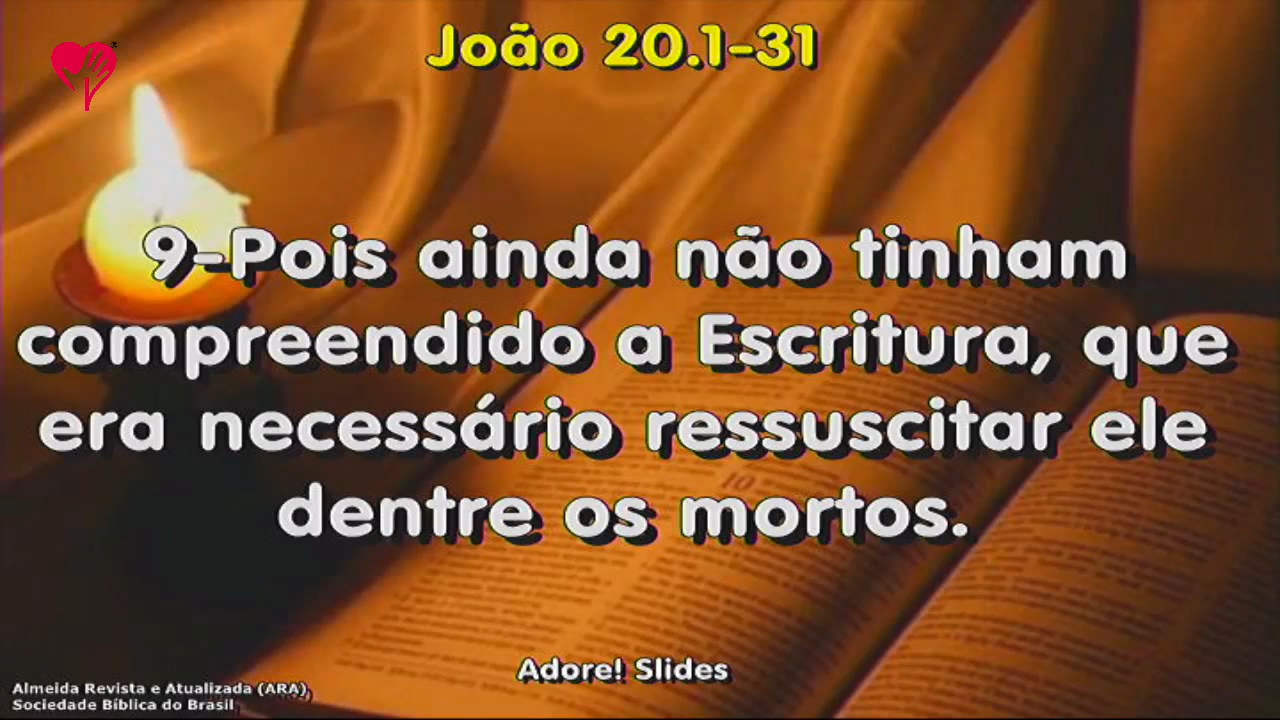 João 20.1-31
9-Pois ainda não tinham
compreendido a Escritura, que
era necessário ressuscitar ele
dentre os mortos.
Adore! Slides
Almeida Revista e Atualizada (ARA)
Sociedade Bíblica do Brasil